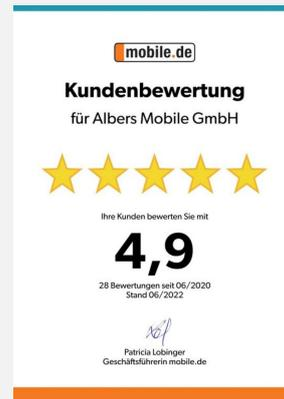 mobile.de
Kundenbewertung
für Albers Mobile GmbH
Ihre Kunden bewerten Sie mit
4,9
28 Bewertungen seit 06/2020
Stand 06/2022
Patricia Lobinger
Geschäftsführerin mobile.de